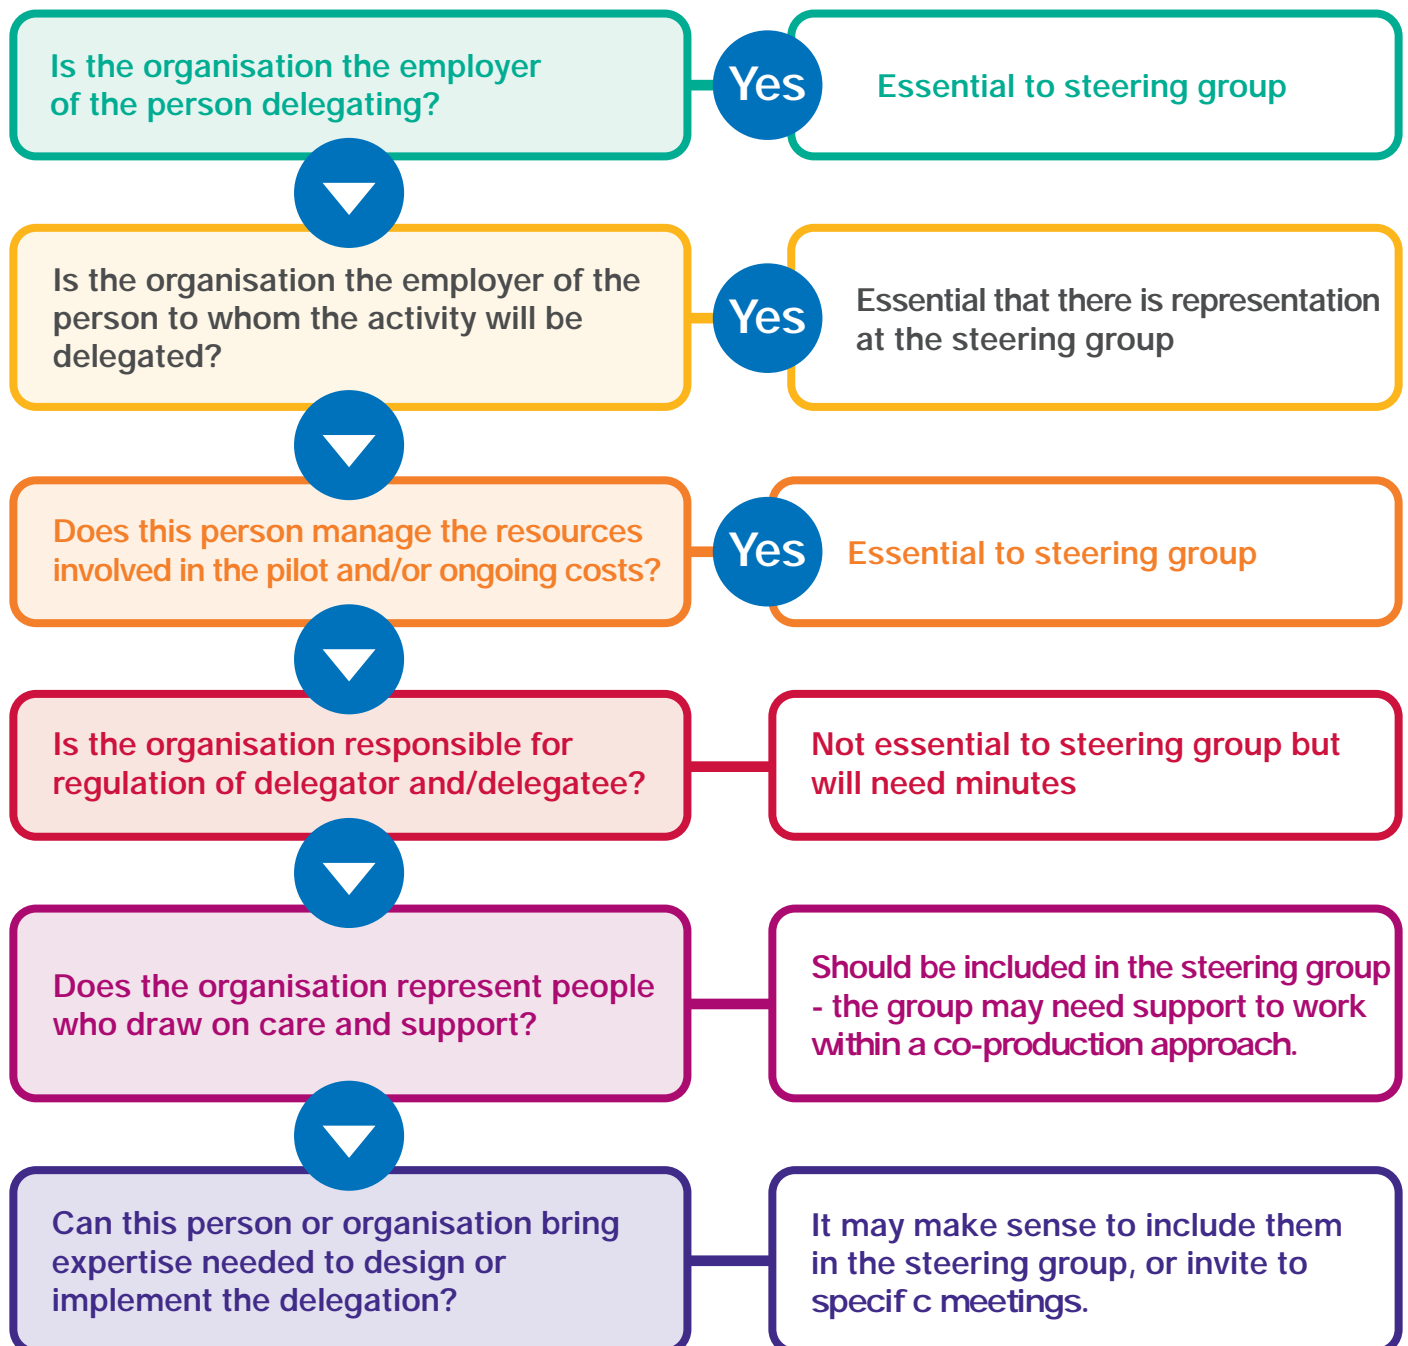 Is the organisation the employer
of the person delegating?
Yes
Essential to steering group
Is the organisation the employer of the
person to whom the activity will be
delegated?
Yes
Essential that there is representation
at the steering group
Does this person manage the resources
involved in the pilot and/or ongoing costs?
Yes
Essential to steering group
Is the organisation responsible for
regulation of delegator and/delegatee?
Not essential to steering group but
will need minutes
Does the organisation represent people
who draw on care and support?
Should be included in the steering group
- the group may need support to work
within a co-production approach.
Can this person or organisation bring
expertise needed to design or
implement the delegation?
It may make sense to include them
in the steering group, or invite to
specif c meetings.